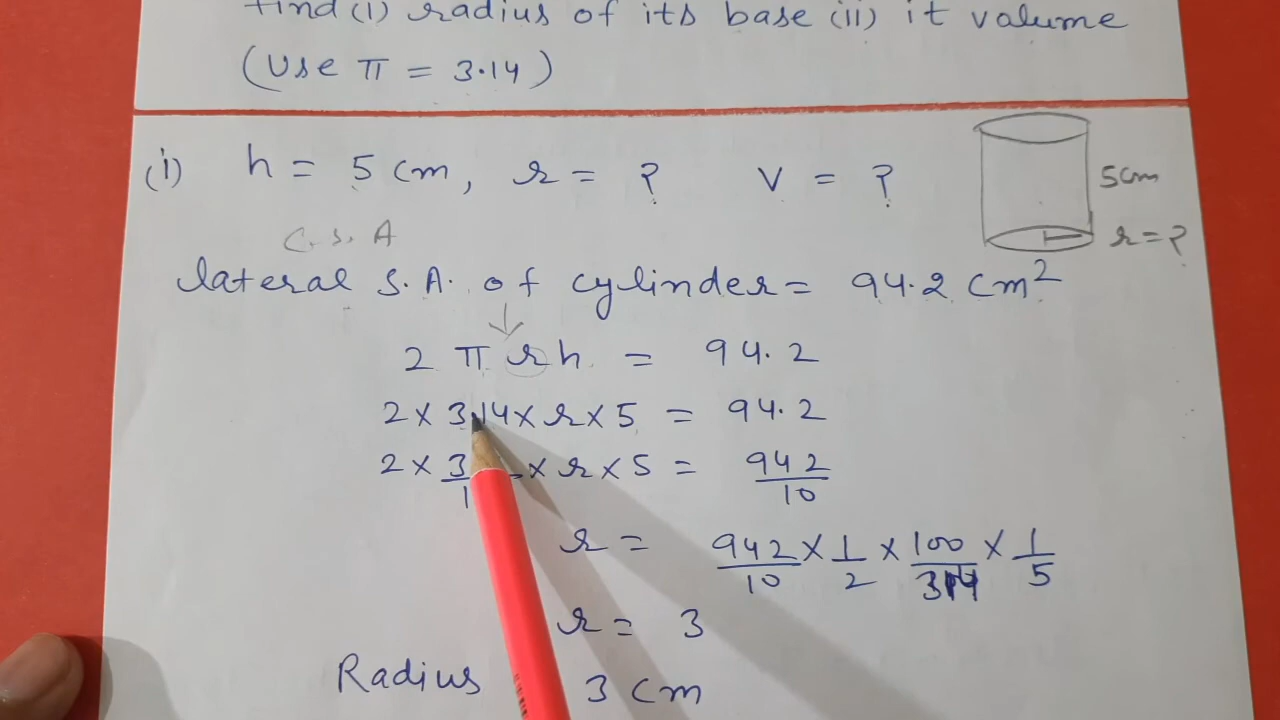 find (i) radius of its base (ii) it valume
(Use π = 3.14)
(i) h = 5 cm, r = ? V = ?
5cm
r = ?
C. S. A
lateral S. A. of cylinder = 94.2 cm²
2 π r h = 94.2
2 × 3.14 × r × 5 = 94.2
2 × 3 × r × 5 = 942/10
r = 942/10 × 1/2 × 100/314 × 1/5
r = 3
Radius 3 cm